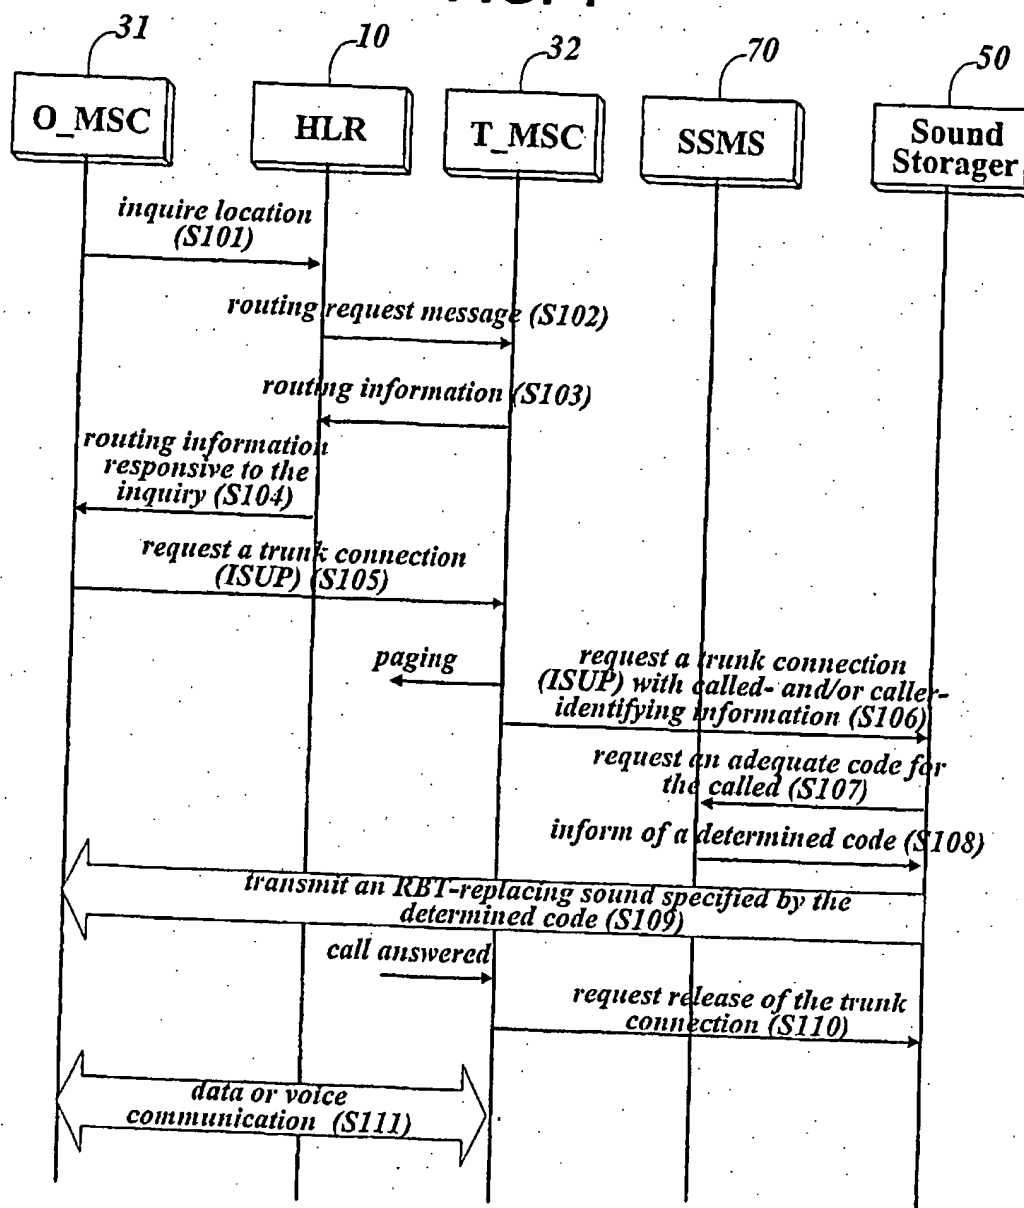 31
10
32
70
50
O_MSC
HLR
T_MSC
SSMS
Sound
Storager
inquire location
(S101)
routing request message (S102)
routing information (S103)
routing information
responsive to the
inquiry (S104)
request a trunk connection
(ISUP) (S105)
paging
request a trunk connection
(ISUP) with called- and/or caller-
identifying information (S106)
request an adequate code for
the called (S107)
inform of a determined code (S108)
transmit an RBT-replacing sound specified by the
determined code (S109)
call answered
request release of the trunk
connection (S110)
data or voice
communication (S111)